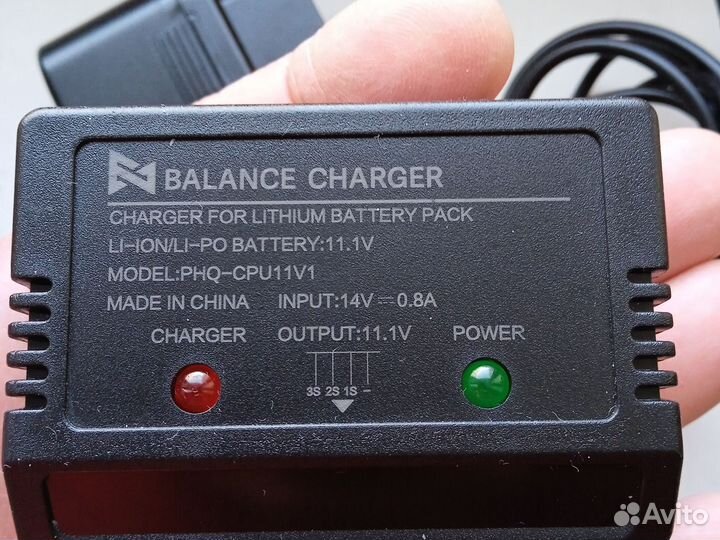 BALANCE CHARGER
CHARGER FOR LITHIUM BATTERY PACK
LI-ION/LI-PO BATTERY:11.1V
MODEL:PHQ-CPU11V1
MADE IN CHINA INPUT:14V⎓0.8A
CHARGER OUTPUT:11.1V POWER
3S 2S 1S −
Avito